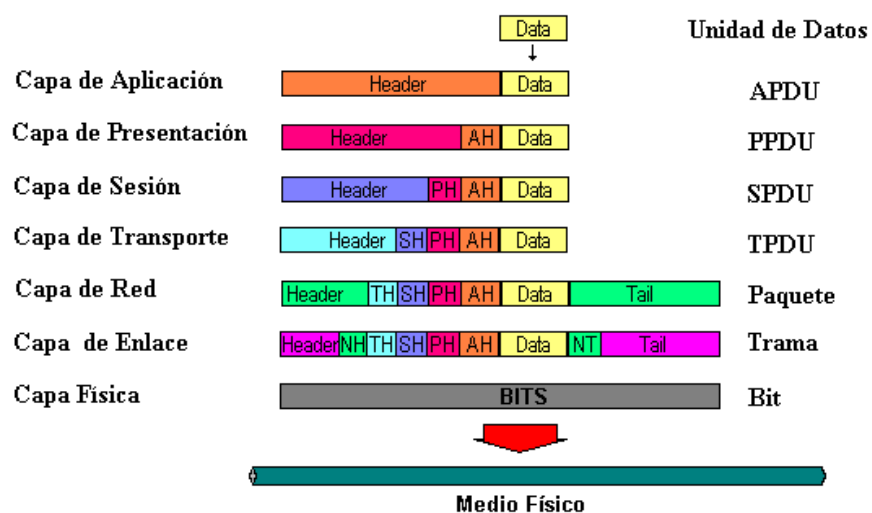 Data Unidad de Datos
Capa de Aplicación Header Data APDU
Capa de Presentación Header AH Data PPDU
Capa de Sesión Header PH AH Data SPDU
Capa de Transporte Header SH PH AH Data TPDU
Capa de Red Header TH SH PH AH Data Tail Paquete
Capa de Enlace Header NH TH SH PH AH Data NT Tail Trama
Capa Física BITS Bit
Medio Físico